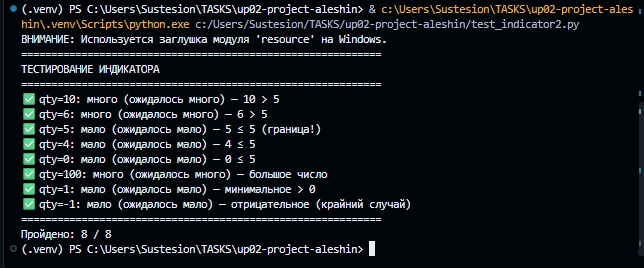 (.venv) PS C:\Users\Sustesion\TASKS\up02-project-aleshin> & c:\Users\Sustesion\TASKS\up02-project-ales
hin\.venv\Scripts\python.exe c:/Users/Sustesion/TASKS/up02-project-aleshin/test_indicator2.py
ВНИМАНИЕ: Используется заглушка модуля 'resource' на Windows.
============================================================
ТЕСТИРОВАНИЕ ИНДИКАТОРА
============================================================
✅ qty=10: много (ожидалось много) — 10 > 5
✅ qty=6: много (ожидалось много) — 6 > 5
✅ qty=5: мало (ожидалось мало) — 5 ≤ 5 (граница!)
✅ qty=4: мало (ожидалось мало) — 4 ≤ 5
✅ qty=0: мало (ожидалось мало) — 0 ≤ 5
✅ qty=100: много (ожидалось много) — большое число
✅ qty=1: мало (ожидалось мало) — минимальное > 0
✅ qty=-1: мало (ожидалось мало) — отрицательное (крайний случай)
============================================================
Пройдено: 8 / 8
(.venv) PS C:\Users\Sustesion\TASKS\up02-project-aleshin>